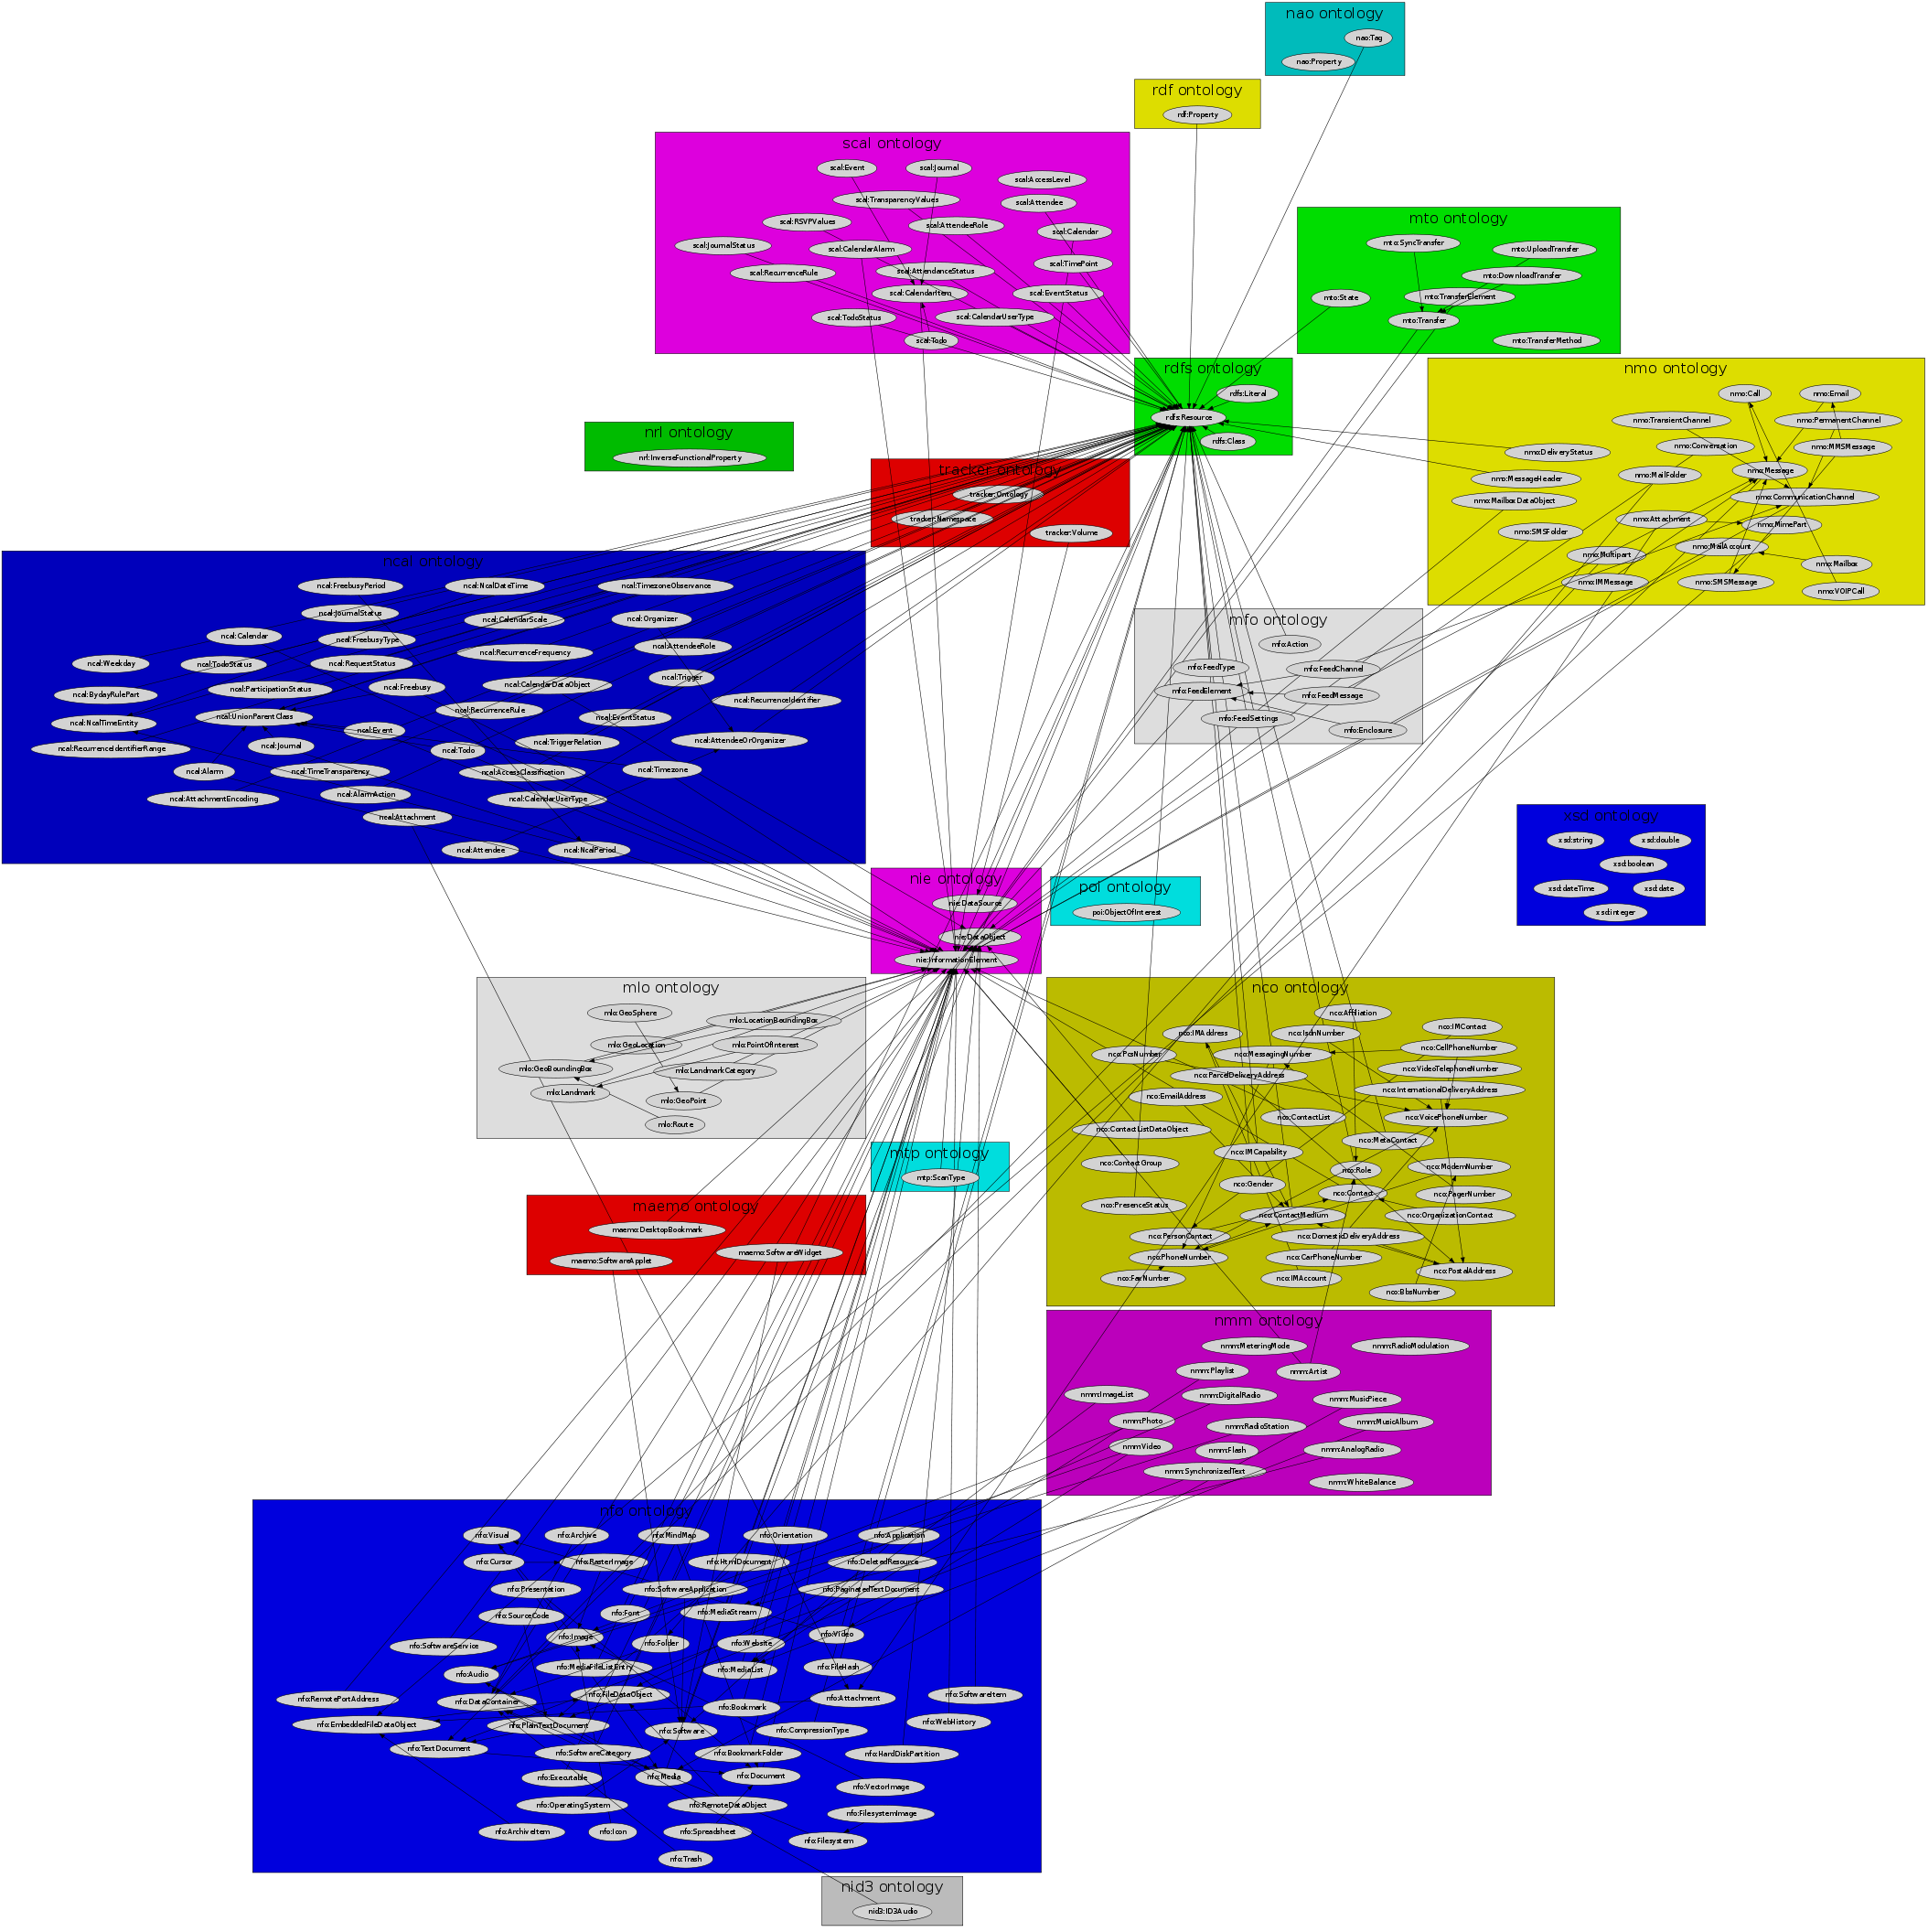 nao ontology
nao:Tag
nao:Property
rdf ontology
rdf:Property
scal ontology
scal:Event
scal:Journal
scal:AccessLevel
scal:TransparencyValues
scal:Attendee
scal:RSVPValues
scal:AttendeeRole
scal:Calendar
scal:JournalStatus
scal:CalendarAlarm
scal:TimePoint
scal:RecurrenceRule
scal:AttendanceStatus
scal:CalendarItem
scal:EventStatus
scal:TodoStatus
scal:CalendarUserType
scal:Todo
mto ontology
mto:SyncTransfer
mto:UploadTransfer
mto:DownloadTransfer
mto:State
mto:TransferElement
mto:Transfer
mto:TransferMethod
rdfs ontology
rdfs:Literal
rdfs:Resource
rdfs:Class
nmo ontology
nmo:Call
nmo:Email
nmo:TransientChannel
nmo:PermanentChannel
nmo:DeliveryStatus
nmo:Conversation
nmo:MMSMessage
nmo:MessageHeader
nmo:MailFolder
nmo:Message
nmo:MailboxDataObject
nmo:CommunicationChannel
nmo:SMSFolder
nmo:Attachment
nmo:MimePart
nmo:Multipart
nmo:MailAccount
nmo:Mailbox
nmo:IMMessage
nmo:SMSMessage
nmo:VOIPCall
nrl ontology
nrl:InverseFunctionalProperty
tracker ontology
tracker:Ontology
tracker:Namespace
tracker:Volume
ncal ontology
ncal:FreebusyPeriod
ncal:NcalDateTime
ncal:TimezoneObservance
ncal:JournalStatus
ncal:CalendarScale
ncal:Organizer
ncal:Calendar
ncal:FreebusyType
ncal:AttendeeRole
ncal:Weekday
ncal:TodoStatus
ncal:RequestStatus
ncal:RecurrenceFrequency
ncal:Trigger
ncal:BydayRulePart
ncal:ParticipationStatus
ncal:Freebusy
ncal:CalendarDataObject
ncal:RecurrenceIdentifier
ncal:NcalTimeEntity
ncal:UnionParentClass
ncal:RecurrenceRule
ncal:EventStatus
ncal:Event
ncal:RecurrenceIdentifierRange
ncal:Journal
ncal:Todo
ncal:TriggerRelation
ncal:AttendeeOrOrganizer
ncal:Alarm
ncal:TimeTransparency
ncal:AccessClassification
ncal:Timezone
ncal:AttachmentEncoding
ncal:AlarmAction
ncal:CalendarUserType
ncal:Attachment
ncal:Attendee
ncal:NcalPeriod
mfo ontology
mfo:Action
mfo:FeedType
mfo:FeedChannel
mfo:FeedElement
mfo:FeedMessage
mfo:FeedSettings
mfo:Enclosure
xsd ontology
xsd:string
xsd:double
xsd:boolean
xsd:dateTime
xsd:date
xsd:integer
nie ontology
nie:DataSource
nie:DataObject
nie:InformationElement
poi ontology
poi:ObjectOfInterest
mlo ontology
mlo:GeoSphere
mlo:LocationBoundingBox
mlo:GeoLocation
mlo:PointOfInterest
mlo:GeoBoundingBox
mlo:LandmarkCategory
mlo:Landmark
mlo:GeoPoint
mlo:Route
nco ontology
nco:Affiliation
nco:IMAddress
nco:IsdnNumber
nco:IMContact
nco:PcsNumber
nco:MessagingNumber
nco:CellPhoneNumber
nco:VideoTelephoneNumber
nco:ParcelDeliveryAddress
nco:InternationalDeliveryAddress
nco:EmailAddress
nco:ContactList
nco:VoicePhoneNumber
nco:ContactListDataObject
nco:MetaContact
nco:IMCapability
nco:ContactGroup
nco:Role
nco:ModemNumber
nco:Gender
nco:Contact
nco:PagerNumber
nco:PresenceStatus
nco:ContactMedium
nco:OrganizationContact
nco:PersonContact
nco:DomesticDeliveryAddress
nco:PhoneNumber
nco:CarPhoneNumber
nco:PostalAddress
nco:FaxNumber
nco:IMAccount
nco:BbsNumber
mtp ontology
mtp:ScanType
maemo ontology
maemo:DesktopBookmark
maemo:SoftwareWidget
maemo:SoftwareApplet
nmm ontology
nmm:MeteringMode
nmm:RadioModulation
nmm:Playlist
nmm:Artist
nmm:ImageList
nmm:DigitalRadio
nmm:MusicPiece
nmm:Photo
nmm:RadioStation
nmm:MusicAlbum
nmm:Video
nmm:Flash
nmm:AnalogRadio
nmm:SynchronizedText
nmm:WhiteBalance
nfo ontology
nfo:Visual
nfo:Archive
nfo:MindMap
nfo:Orientation
nfo:Application
nfo:Cursor
nfo:RasterImage
nfo:HtmlDocument
nfo:DeletedResource
nfo:Presentation
nfo:SoftwareApplication
nfo:PaginatedTextDocument
nfo:SourceCode
nfo:Font
nfo:MediaStream
nfo:Image
nfo:Folder
nfo:Website
nfo:Video
nfo:SoftwareService
nfo:Audio
nfo:MediaFileListEntry
nfo:MediaList
nfo:FileHash
nfo:RemotePortAddress
nfo:DataContainer
nfo:FileDataObject
nfo:Bookmark
nfo:Attachment
nfo:SoftwareItem
nfo:EmbeddedFileDataObject
nfo:PlainTextDocument
nfo:Software
nfo:CompressionType
nfo:WebHistory
nfo:TextDocument
nfo:SoftwareCategory
nfo:BookmarkFolder
nfo:HardDiskPartition
nfo:Executable
nfo:Media
nfo:Document
nfo:VectorImage
nfo:OperatingSystem
nfo:RemoteDataObject
nfo:FilesystemImage
nfo:ArchiveItem
nfo:Icon
nfo:Spreadsheet
nfo:Filesystem
nfo:Trash
nid3 ontology
nid3:ID3Audio